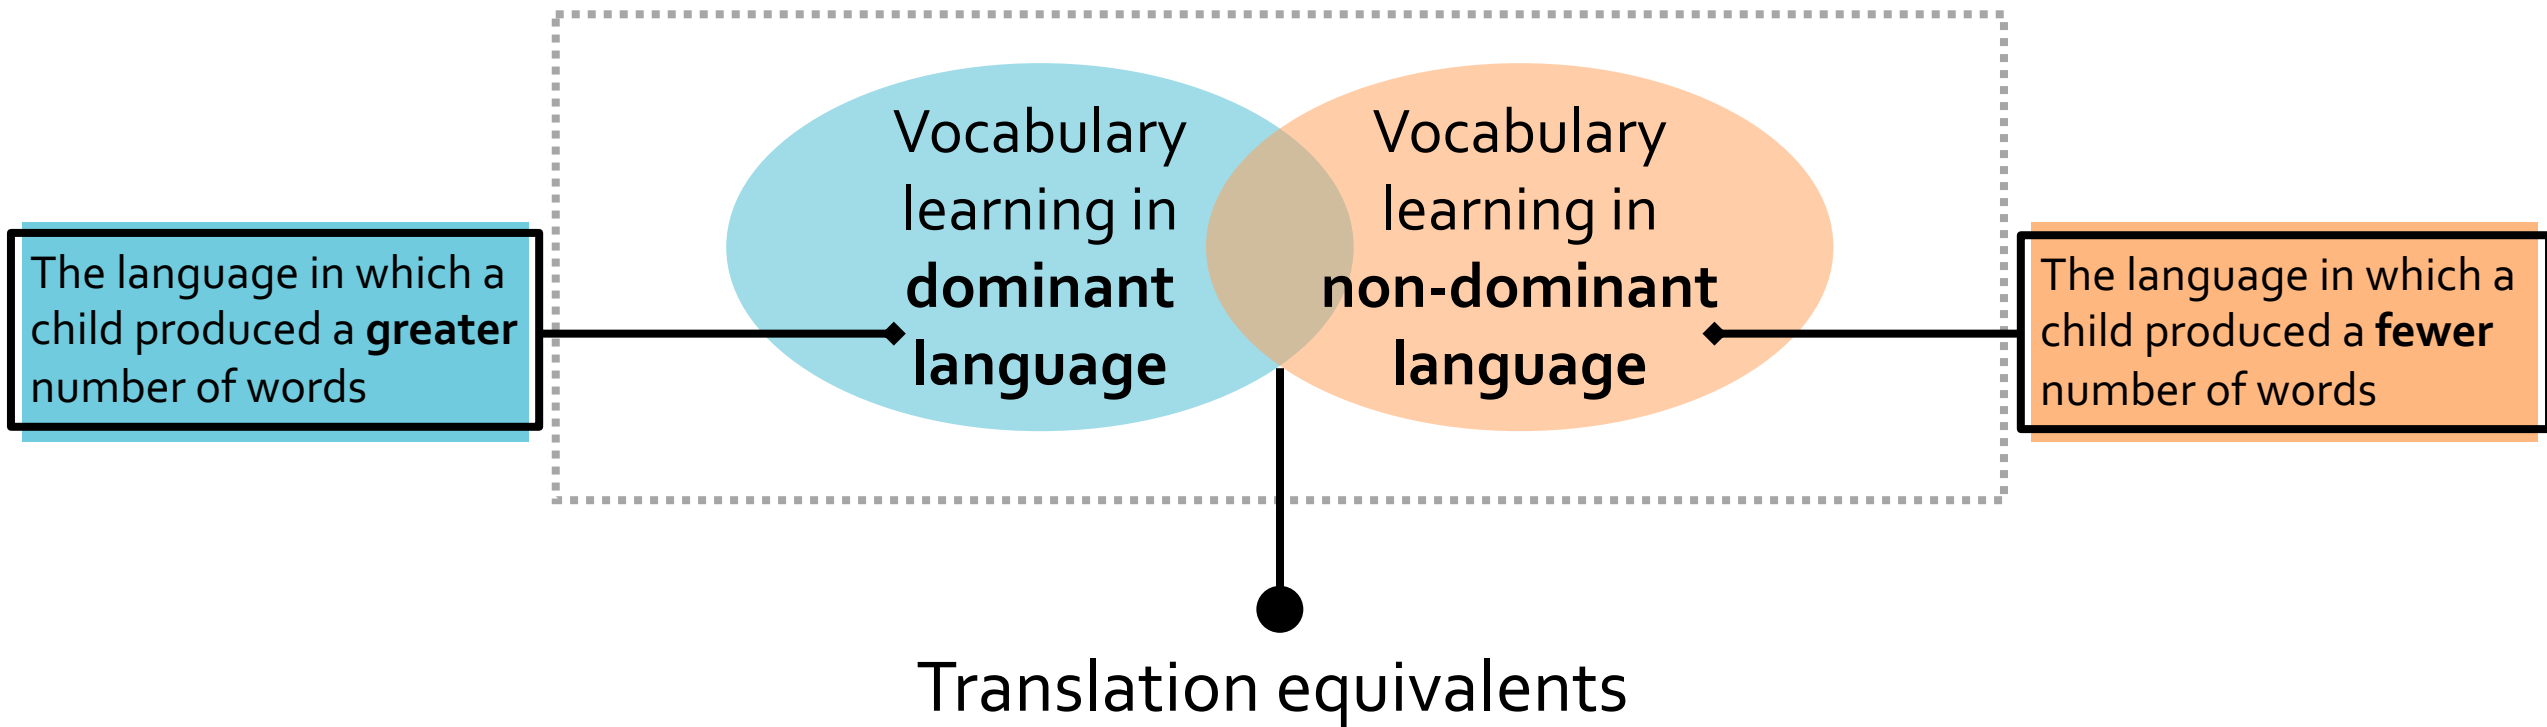 Vocabulary
learning in
dominant
language
Vocabulary
learning in
non-dominant
language
The language in which a
child produced a greater
number of words
The language in which a
child produced a fewer
number of words
Translation equivalents